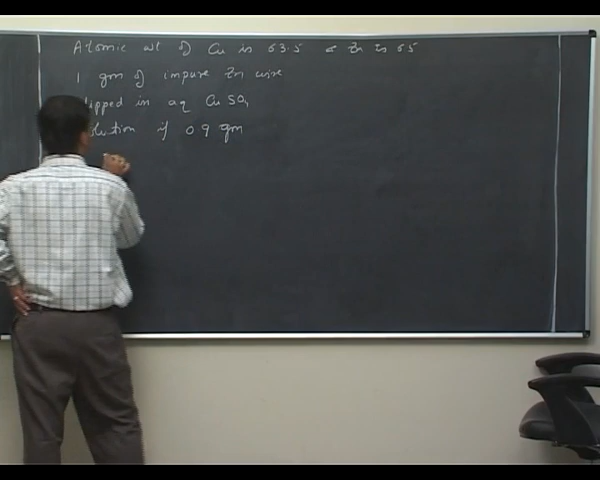 Atomic wt of Cu is 63.5 & Zn is 65
1 gm of impure Zn wire
dipped in aq CuSO4
solution if 0.9 gm